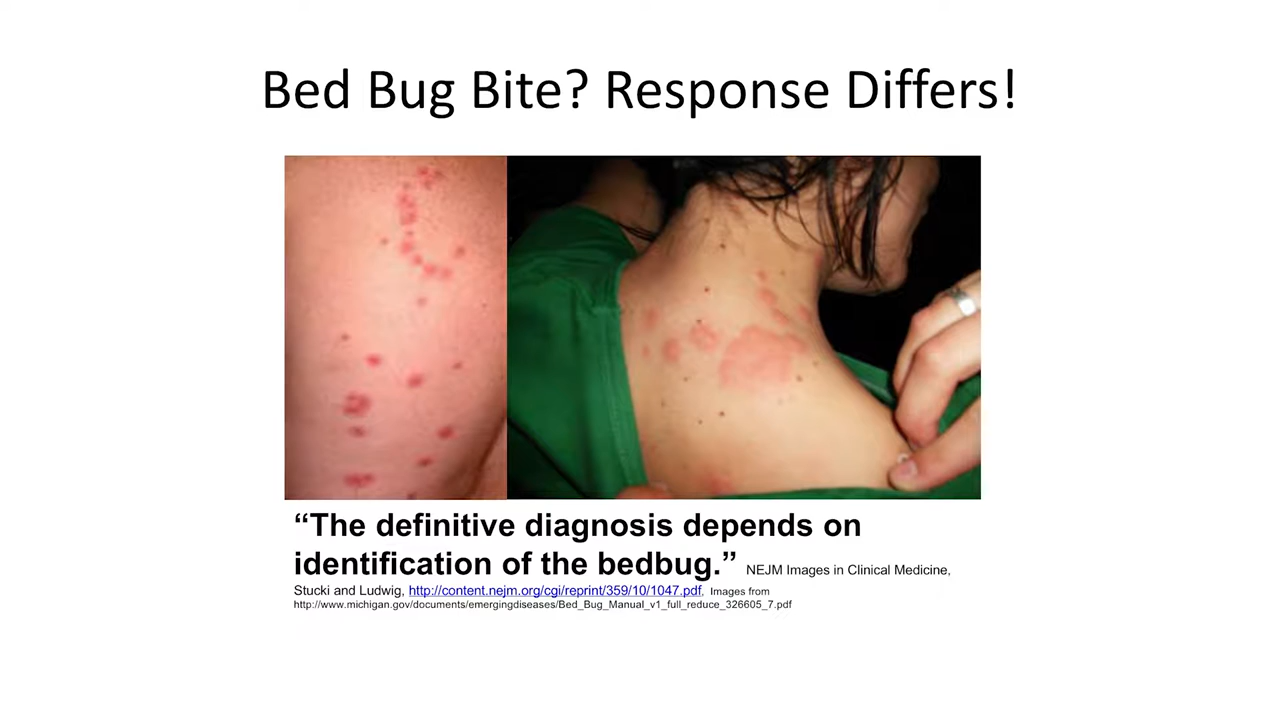 Bed Bug Bite? Response Differs!
“The definitive diagnosis depends on
identification of the bedbug.” NEJM Images in Clinical Medicine,
Stucki and Ludwig, http://content.nejm.org/cgi/reprint/359/10/1047.pdf, Images from
http://www.michigan.gov/documents/emergingdiseases/Bed_Bug_Manual_v1_full_reduce_326605_7.pdf